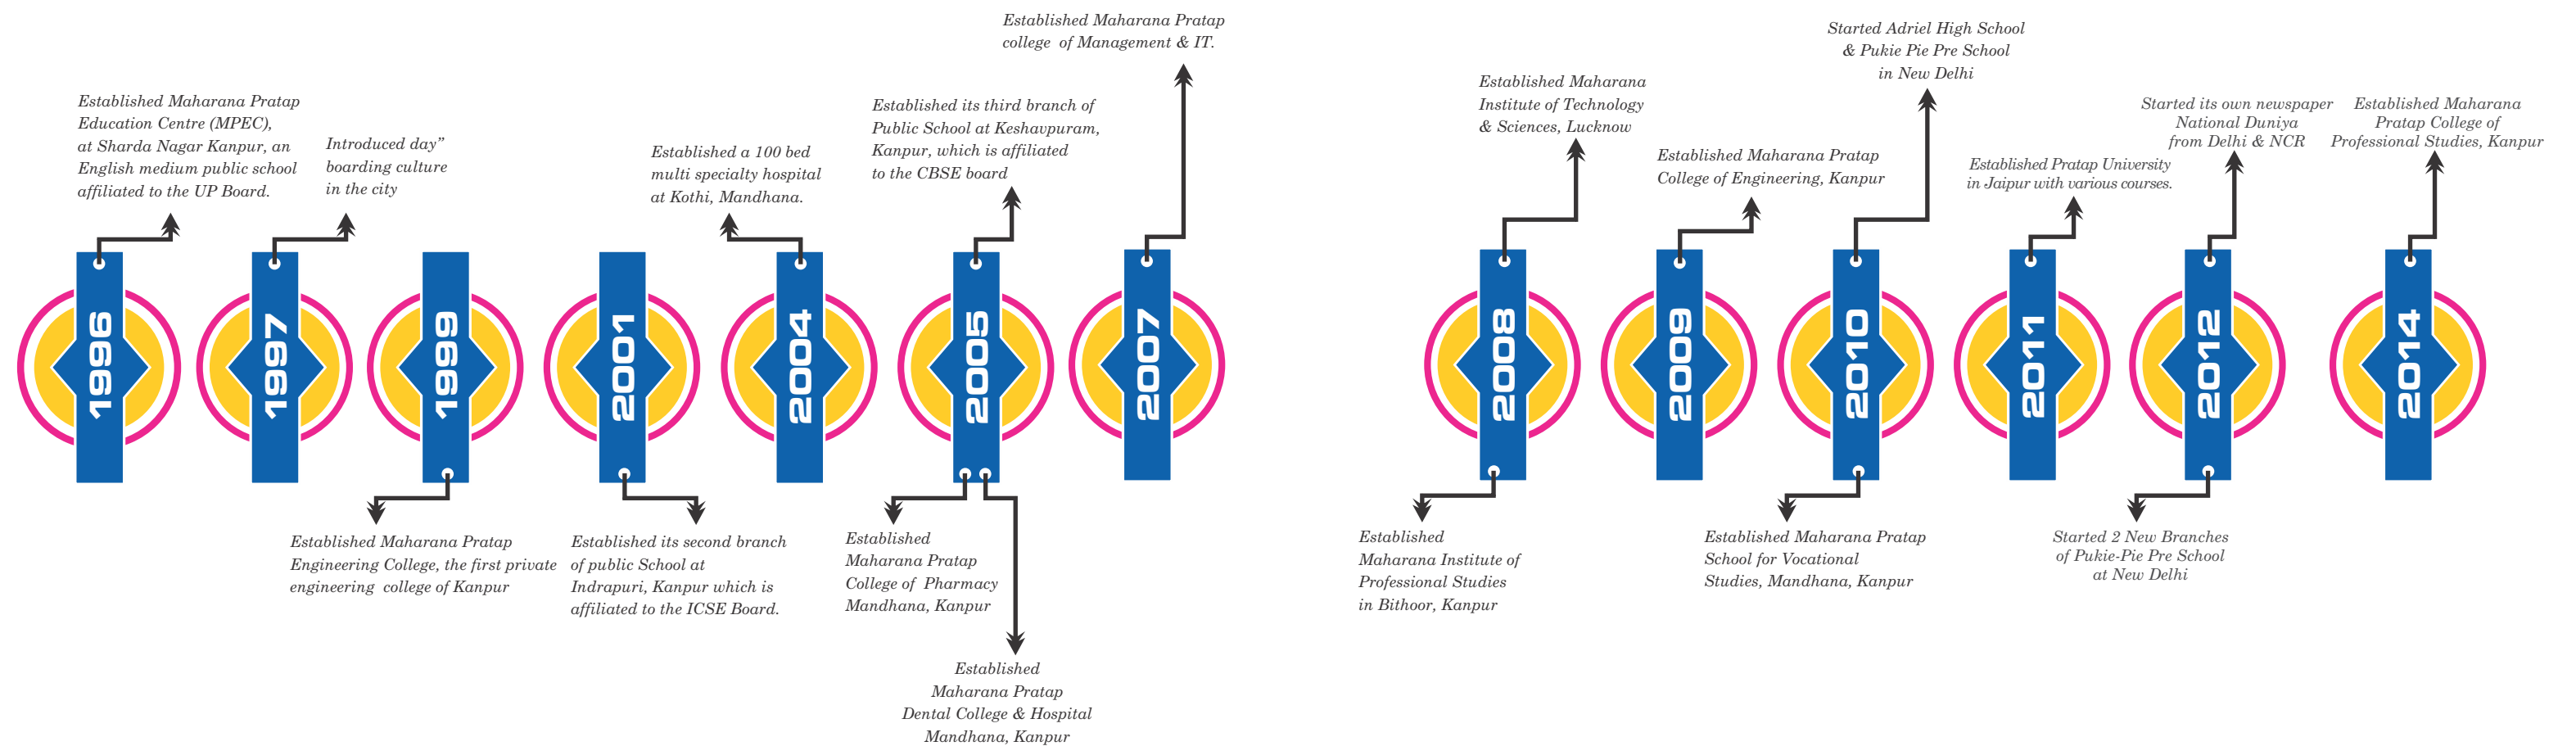 Established Maharana Pratap
Education Centre (MPEC),
at Sharda Nagar Kanpur, an
English medium public school
affiliated to the UP Board.
1996
Introduced day”
boarding culture
in the city
1997
1999
Established Maharana Pratap
Engineering College, the first private
engineering college of Kanpur
2001
Established its second branch
of public School at
Indrapuri, Kanpur which is
affiliated to the ICSE Board.
Established a 100 bed
multi specialty hospital
at Kothi, Mandhana.
2004
Established its third branch of
Public School at Keshavpuram,
Kanpur, which is affiliated
to the CBSE board
2005
Established
Maharana Pratap
College of Pharmacy
Mandhana, Kanpur
Established
Maharana Pratap
Dental College & Hospital
Mandhana, Kanpur
Established Maharana Pratap
college of Management & IT.
2007
Established Maharana
Institute of Technology
& Sciences, Lucknow
2008
Established
Maharana Institute of
Professional Studies
in Bithoor, Kanpur
Established Maharana Pratap
College of Engineering, Kanpur
2009
Started Adriel High School
& Pukie Pie Pre School
in New Delhi
2010
Established Maharana Pratap
School for Vocational
Studies, Mandhana, Kanpur
Established Pratap University
in Jaipur with various courses.
2011
Started its own newspaper
National Duniya
from Delhi & NCR
2012
Started 2 New Branches
of Pukie-Pie Pre School
at New Delhi
Established Maharana
Pratap College of
Professional Studies, Kanpur
2014